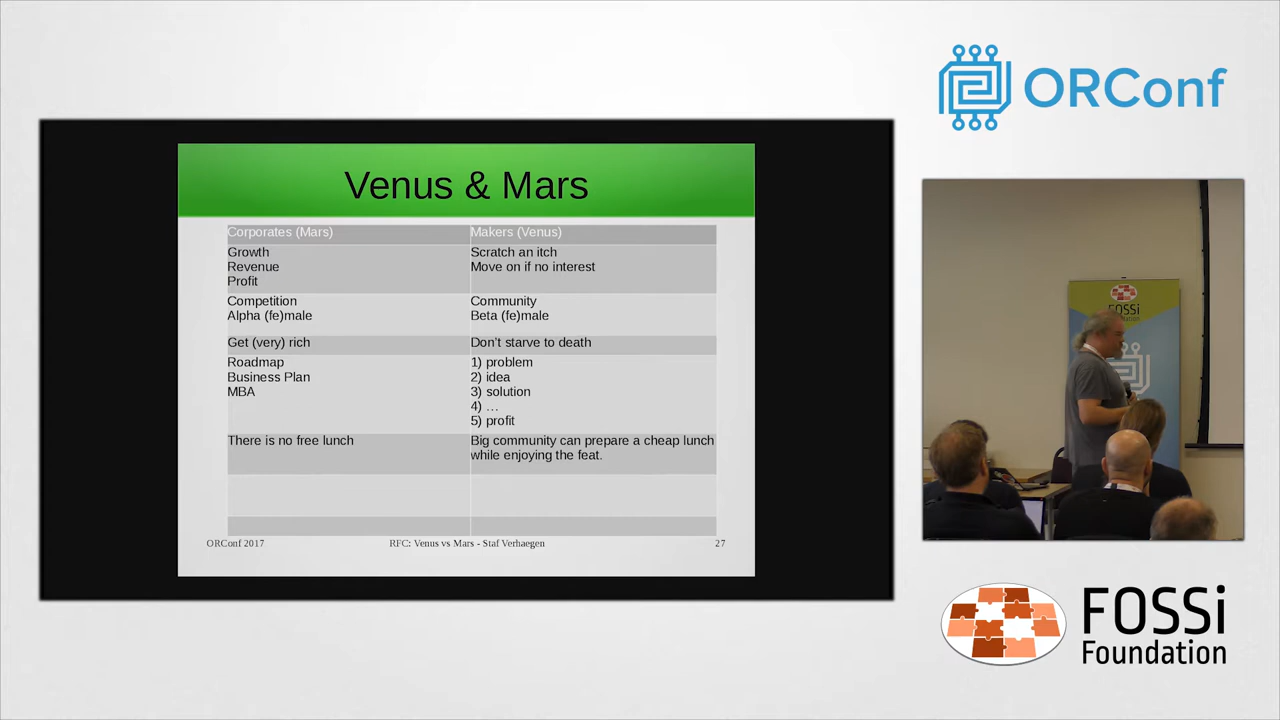 ORConf
Venus & Mars
Corporates (Mars)
Makers (Venus)
Growth
Revenue
Profit
Scratch an itch
Move on if no interest
Competition
Alpha (fe)male
Community
Beta (fe)male
Get (very) rich
Don't starve to death
Roadmap
Business Plan
MBA
1) problem
2) idea
3) solution
4) …
5) profit
There is no free lunch
Big community can prepare a cheap lunch
while enjoying the feat.
ORConf 2017
RFC: Venus vs Mars - Staf Verhaegen
27
FOSSi
Foundation
FOSSi
Foundation